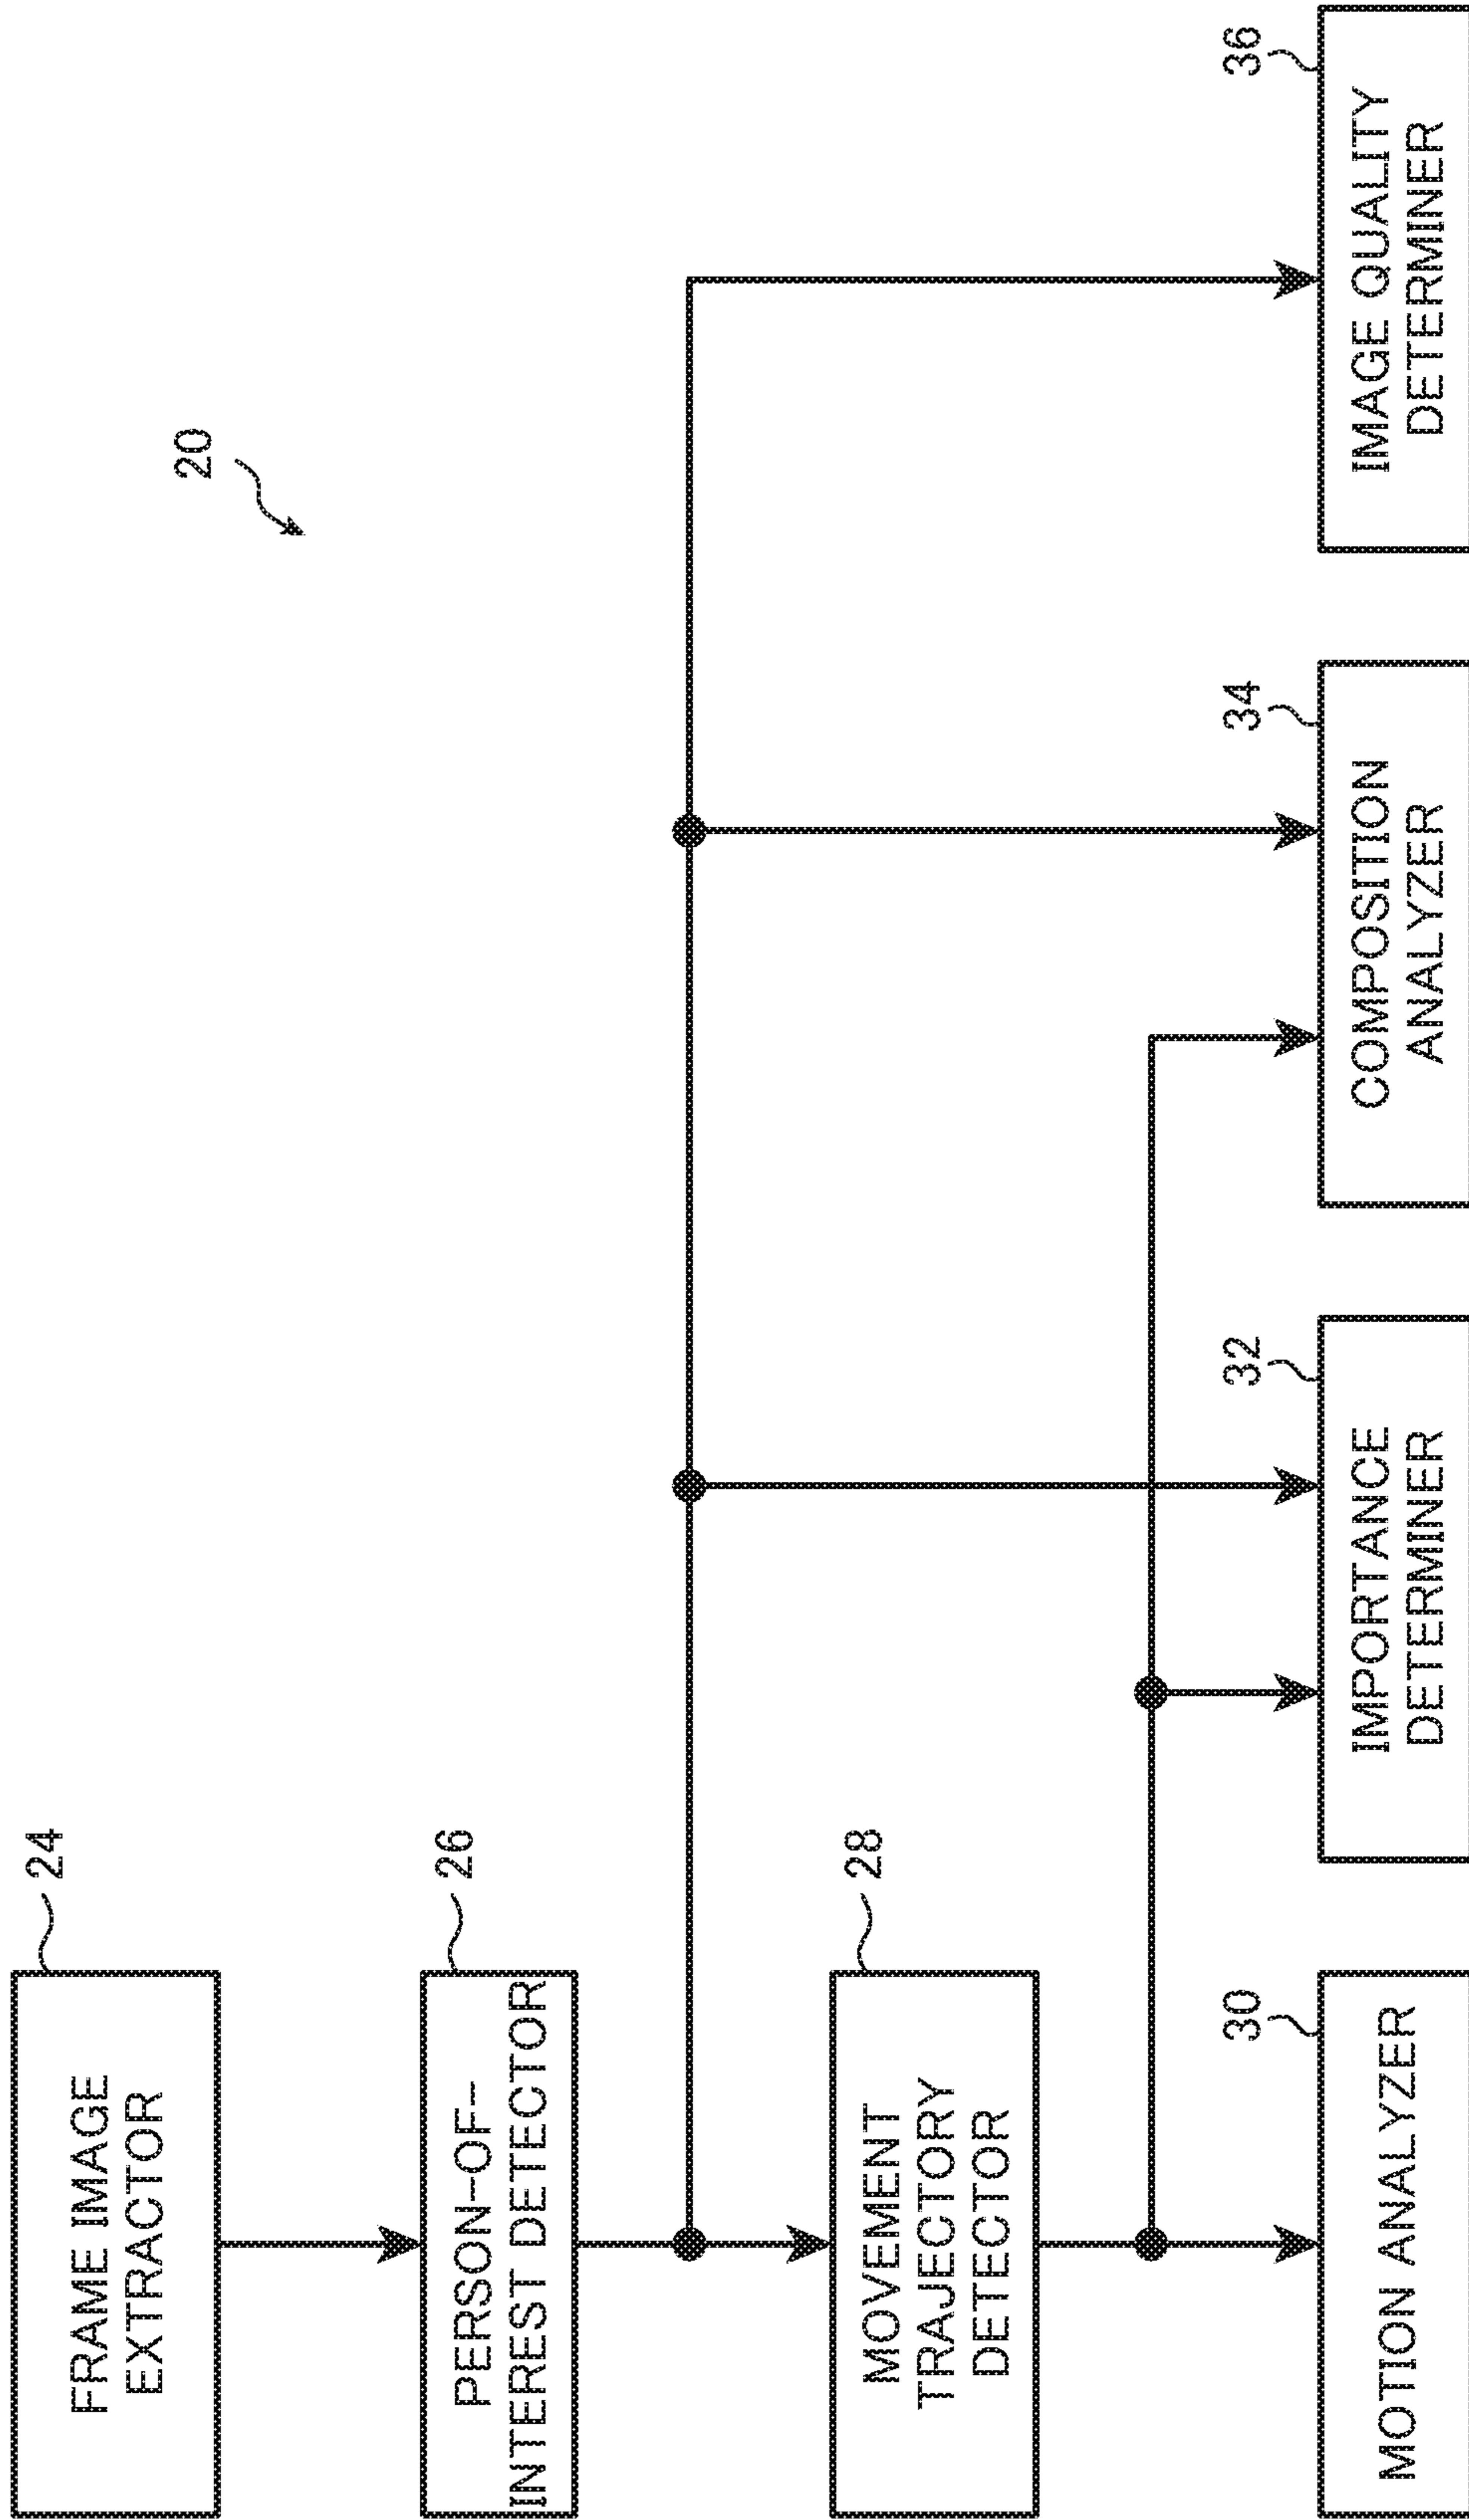 20
24
FRAME IMAGE
EXTRACTOR
26
PERSON-OF-
INTEREST DETECTOR
28
MOVEMENT
TRAJECTORY
DETECTOR
30
MOTION ANALYZER
32
IMPORTANCE
DETERMINER
34
COMPOSITION
ANALYZER
36
IMAGE QUALITY
DETERMINER